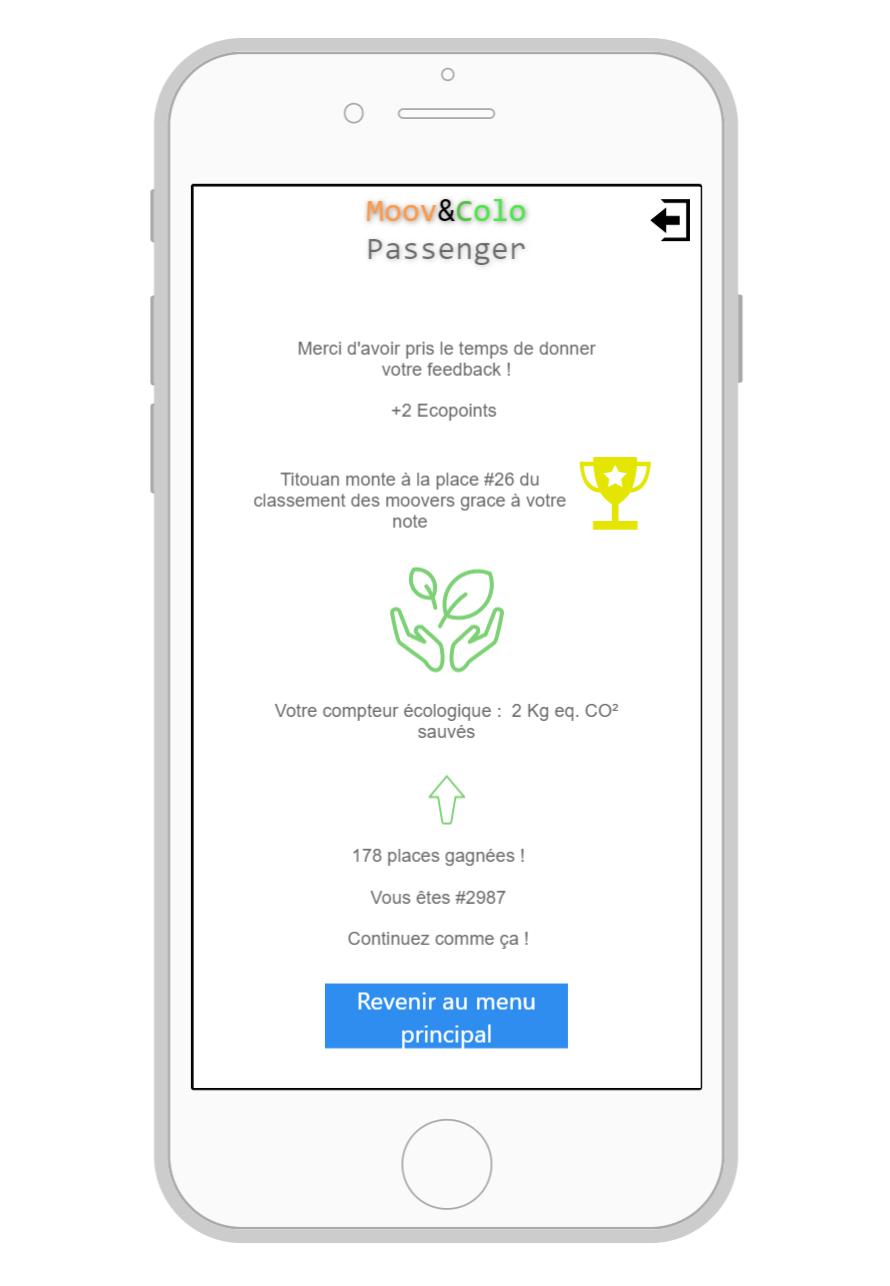 Moov&Colo
Passenger
Merci d'avoir pris le temps de donner
votre feedback !
+2 Ecopoints
Titouan monte à la place #26 du
classement des moovers grace à votre
note
Votre compteur écologique :  2 Kg eq. CO²
sauvés
178 places gagnées !
Vous êtes #2987
Continuez comme ça !
Revenir au menu
principal